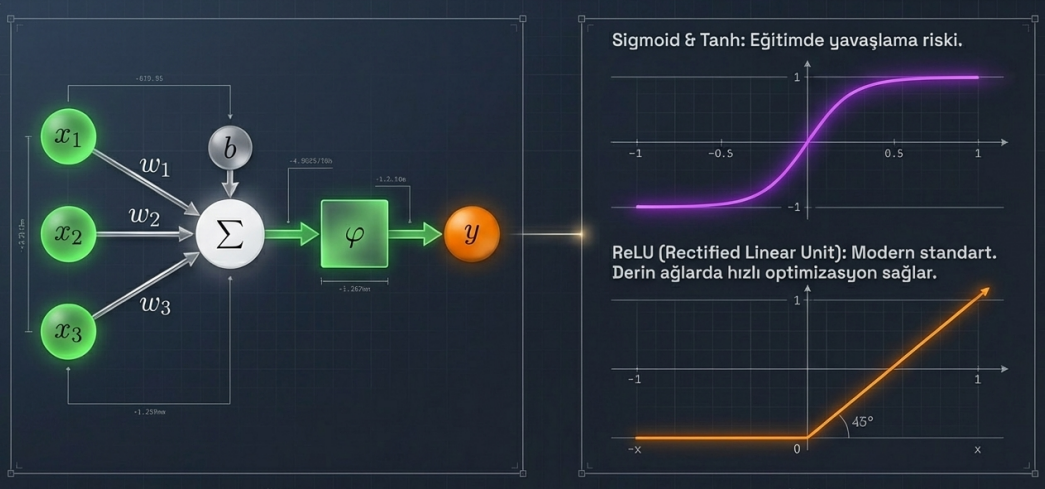 x1
x2
x3
w1
w2
w3
b
Σ
φ
y
Sigmoid & Tanh: Eğitimde yavaşlama riski.
1
-1
-0.5
0.5
1
-1
ReLU (Rectified Linear Unit): Modern standart.
Derin ağlarda hızlı optimizasyon sağlar.
1
-1
1
45°
-x
0
x